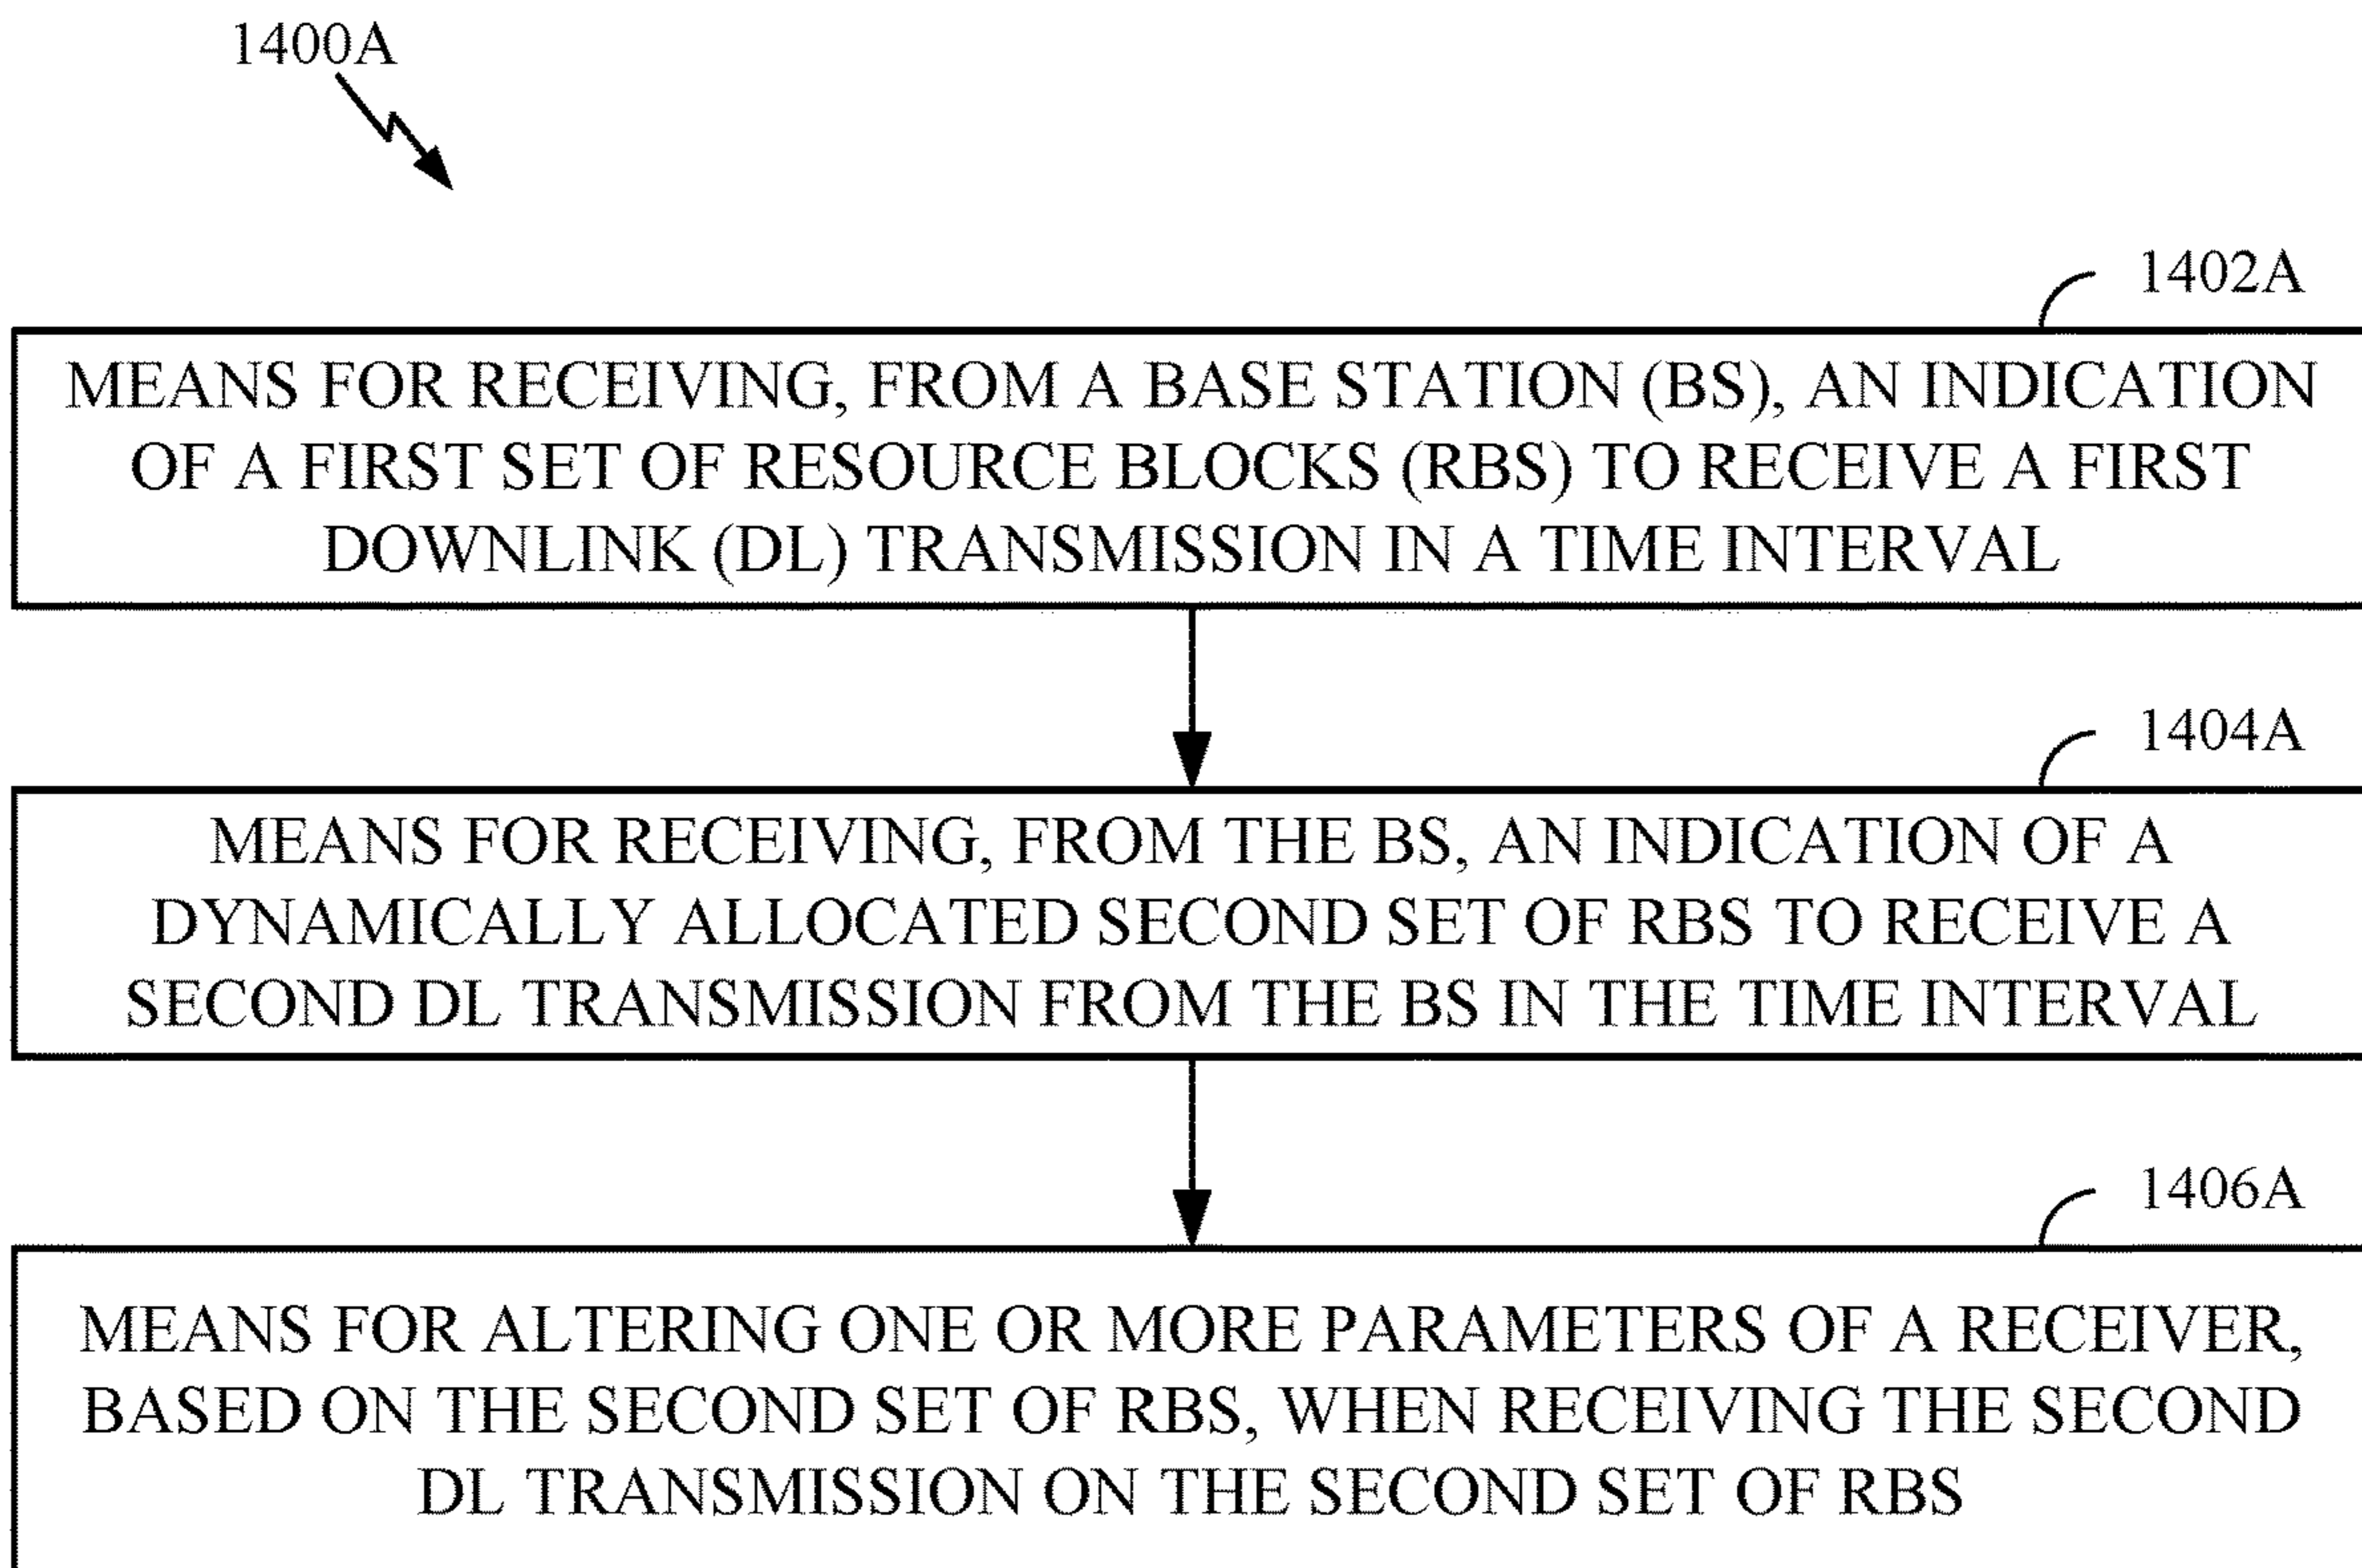 1400A
1402A
MEANS FOR RECEIVING, FROM A BASE STATION (BS), AN INDICATION
OF A FIRST SET OF RESOURCE BLOCKS (RBS) TO RECEIVE A FIRST
DOWNLINK (DL) TRANSMISSION IN A TIME INTERVAL
1404A
MEANS FOR RECEIVING, FROM THE BS, AN INDICATION OF A
DYNAMICALLY ALLOCATED SECOND SET OF RBS TO RECEIVE A
SECOND DL TRANSMISSION FROM THE BS IN THE TIME INTERVAL
1406A
MEANS FOR ALTERING ONE OR MORE PARAMETERS OF A RECEIVER,
BASED ON THE SECOND SET OF RBS, WHEN RECEIVING THE SECOND
DL TRANSMISSION ON THE SECOND SET OF RBS